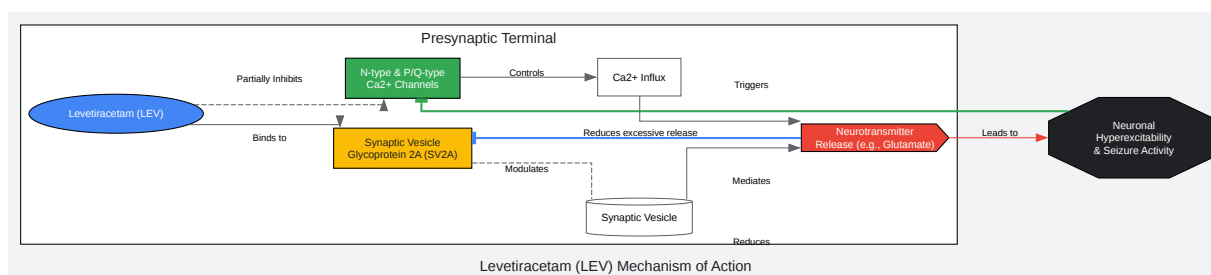 Presynaptic Terminal
N-type & P/Q-type
Ca2+ Channels
Controls
Ca2+ Influx
Partially Inhibits
Triggers
Levetiracetam (LEV)
Binds to
Synaptic Vesicle
Glycoprotein 2A (SV2A)
Reduces excessive release
Neurotransmitter
Release (e.g., Glutamate)
Leads to
Neuronal
Hyperexcitability
& Seizure Activity
Modulates
Mediates
Synaptic Vesicle
Reduces
Levetiracetam (LEV) Mechanism of Action